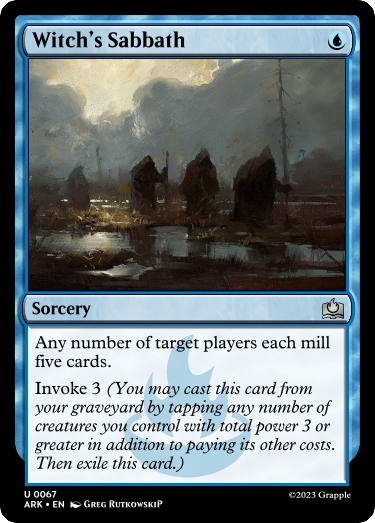 Witch's Sabbath
Sorcery
Any number of target players each mill
five cards.
Invoke 3 (You may cast this card from
your graveyard by tapping any number of
creatures you control with total power 3 or
greater in addition to paying its other costs.
Then exile this card.)
U 0067
ARK • EN Greg RutkowskiP
©2023 Grapple